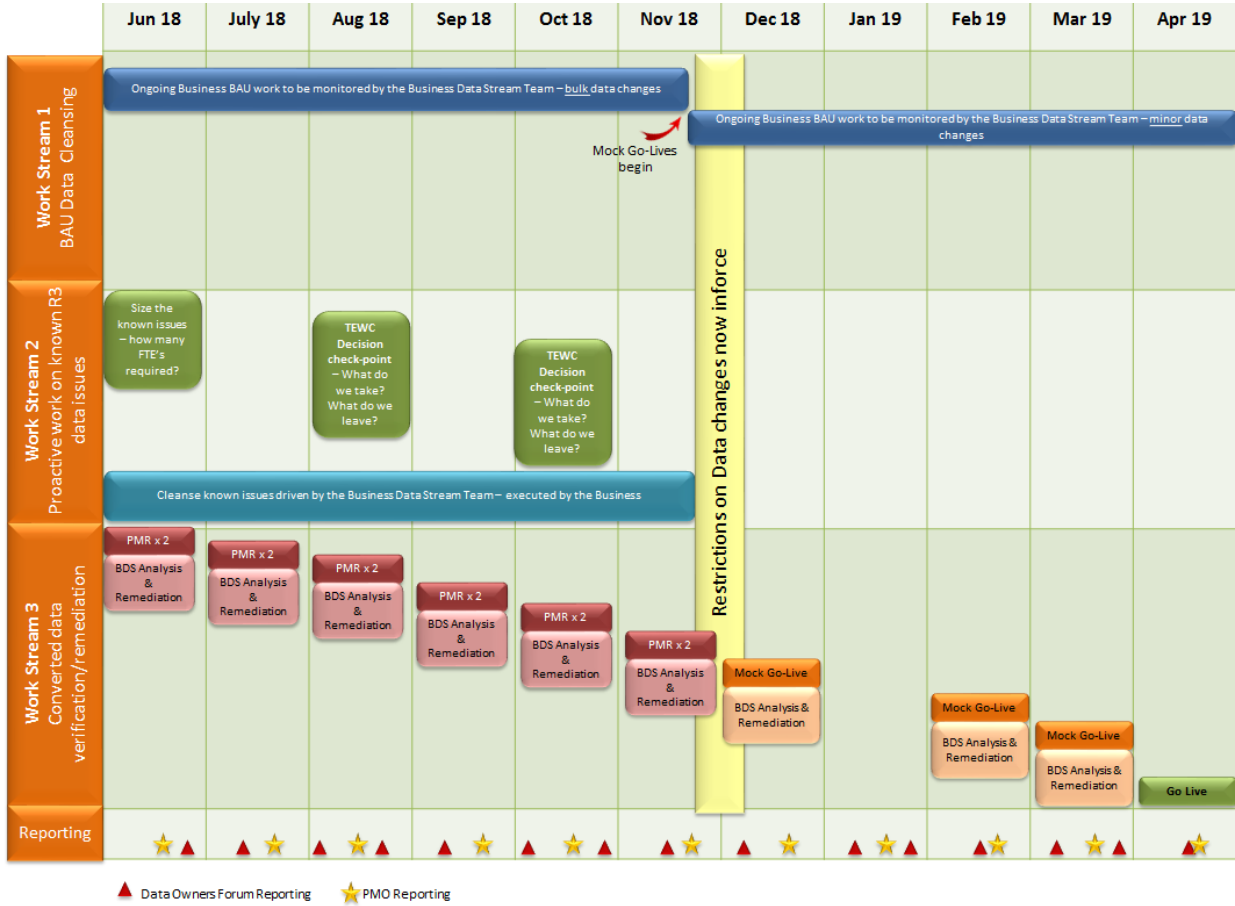 Jun 18
July 18
Aug 18
Sep 18
Oct 18
Nov 18
Dec 18
Jan 19
Feb 19
Mar 19
Apr 19
Work Stream 1
BAU Data Cleansing
Ongoing Business BAU work to be monitored by the Business Data Stream Team – bulk data changes
Ongoing Business BAU work to be monitored by the Business Data Stream Team – minor data
changes
Mock Go-Lives
begin
Restrictions on Data changes now inforce
Work Stream 2
Proactive work on known R3
data issues
Size the
known issues
– how many
FTE's
required?
TEWC
Decision
check-point
– What do
we take?
What do we
leave?
TEWC
Decision
check-point
– What do
we take?
What do we
leave?
Cleanse known issues driven by the Business Data Stream Team – executed by the Business
Work Stream 3
Converted data
verification/remediation
PMR x 2
BDS Analysis
&
Remediation
PMR x 2
BDS Analysis
&
Remediation
PMR x 2
BDS Analysis
&
Remediation
PMR x 2
BDS Analysis
&
Remediation
PMR x 2
BDS Analysis
&
Remediation
PMR x 2
BDS Analysis
&
Remediation
Mock Go-Live
BDS Analysis &
Remediation
Mock Go-Live
BDS Analysis &
Remediation
Mock Go-Live
BDS Analysis &
Remediation
Go Live
Reporting
Data Owners Forum Reporting
PMO Reporting